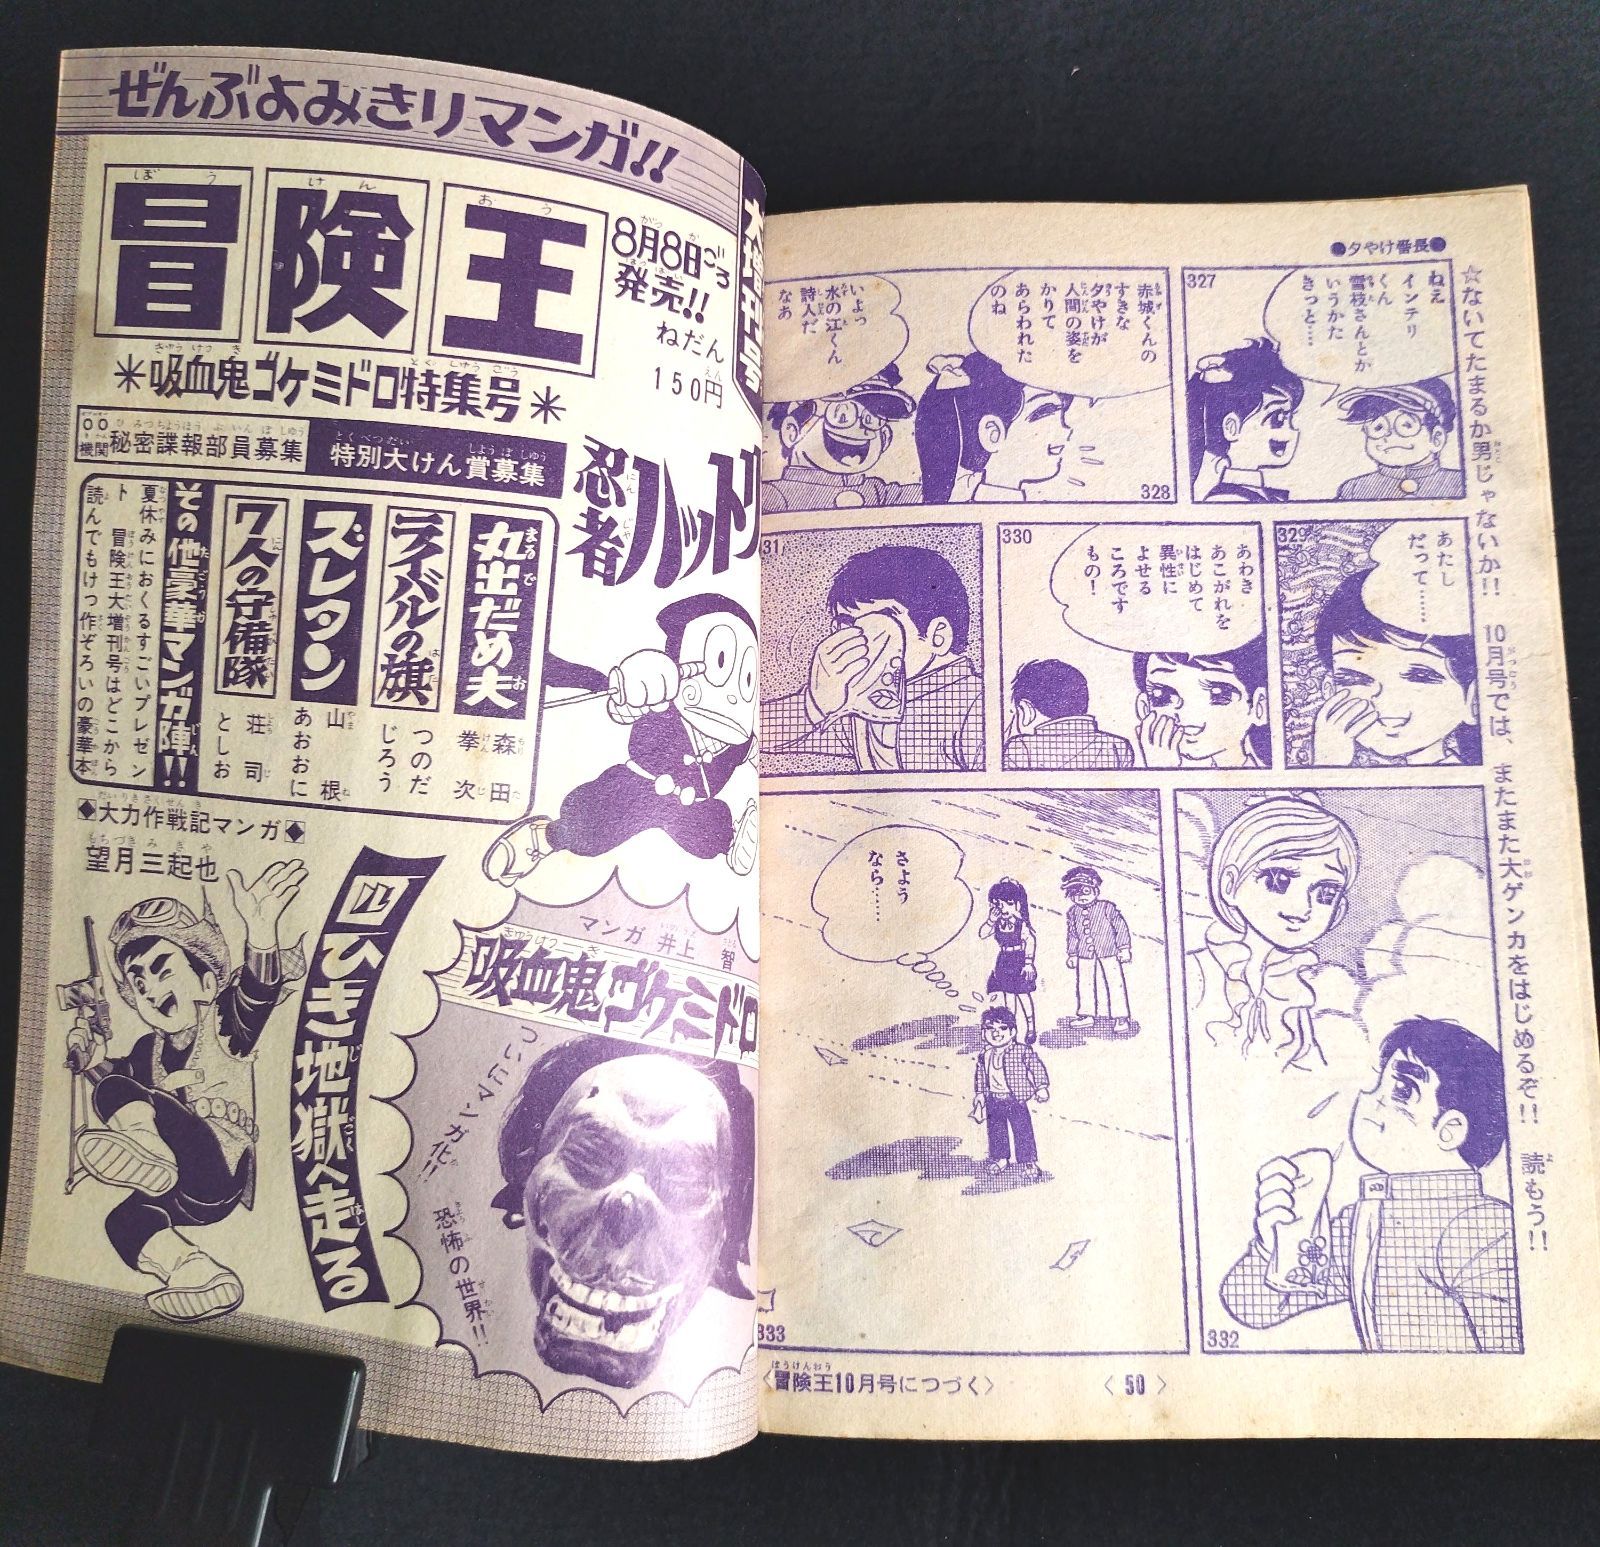 ぜんぶよみきりマンガ!!
冒険王
ぼうけんおう
8月8日ごろ
発売!!
ねだん
150円
大増刊号
＊吸血鬼ゴケミドロ特集号＊
機関
秘密諜報部員募集
特別大けん賞募集
忍者ハットリ
丸出だめ夫
森田拳次
ライバルの旗
つのだじろう
ズレタン
山根あおおに
7人の守備隊
荘司としお
その他豪華マンガ陣!!
夏休みにおくるすごいプレゼン
ト　冒険王大増刊号はどこから
読んでもけっ作ぞろいの豪華本
◆大力作戦記マンガ◆
望月三起也
四ひき地獄へ走る
マンガ 井上 智
吸血鬼ゴケミドロ
ついにマンガ化!!
恐怖の世界!!
●夕やけ番長●
☆ないてたまるか男じゃないか!!　10月号では、またまた大ゲンカをはじめるぞ!!　読もう!!
327
ねえ
インテリ
くん
雪枝さんとか
いうかた
きっと……
赤城くんの
すきな
夕やけが
人間の姿を
かりて
あらわれた
のね
いよっ
水の江くん
詩人だ
なあ
328
329
あたし
だって……
330
あわき
あこがれを
はじめて
異性に
よせる
ころです
もの!
31
332
さよう
なら……
333
〈冒険王10月号につづく〉
〈 50 〉